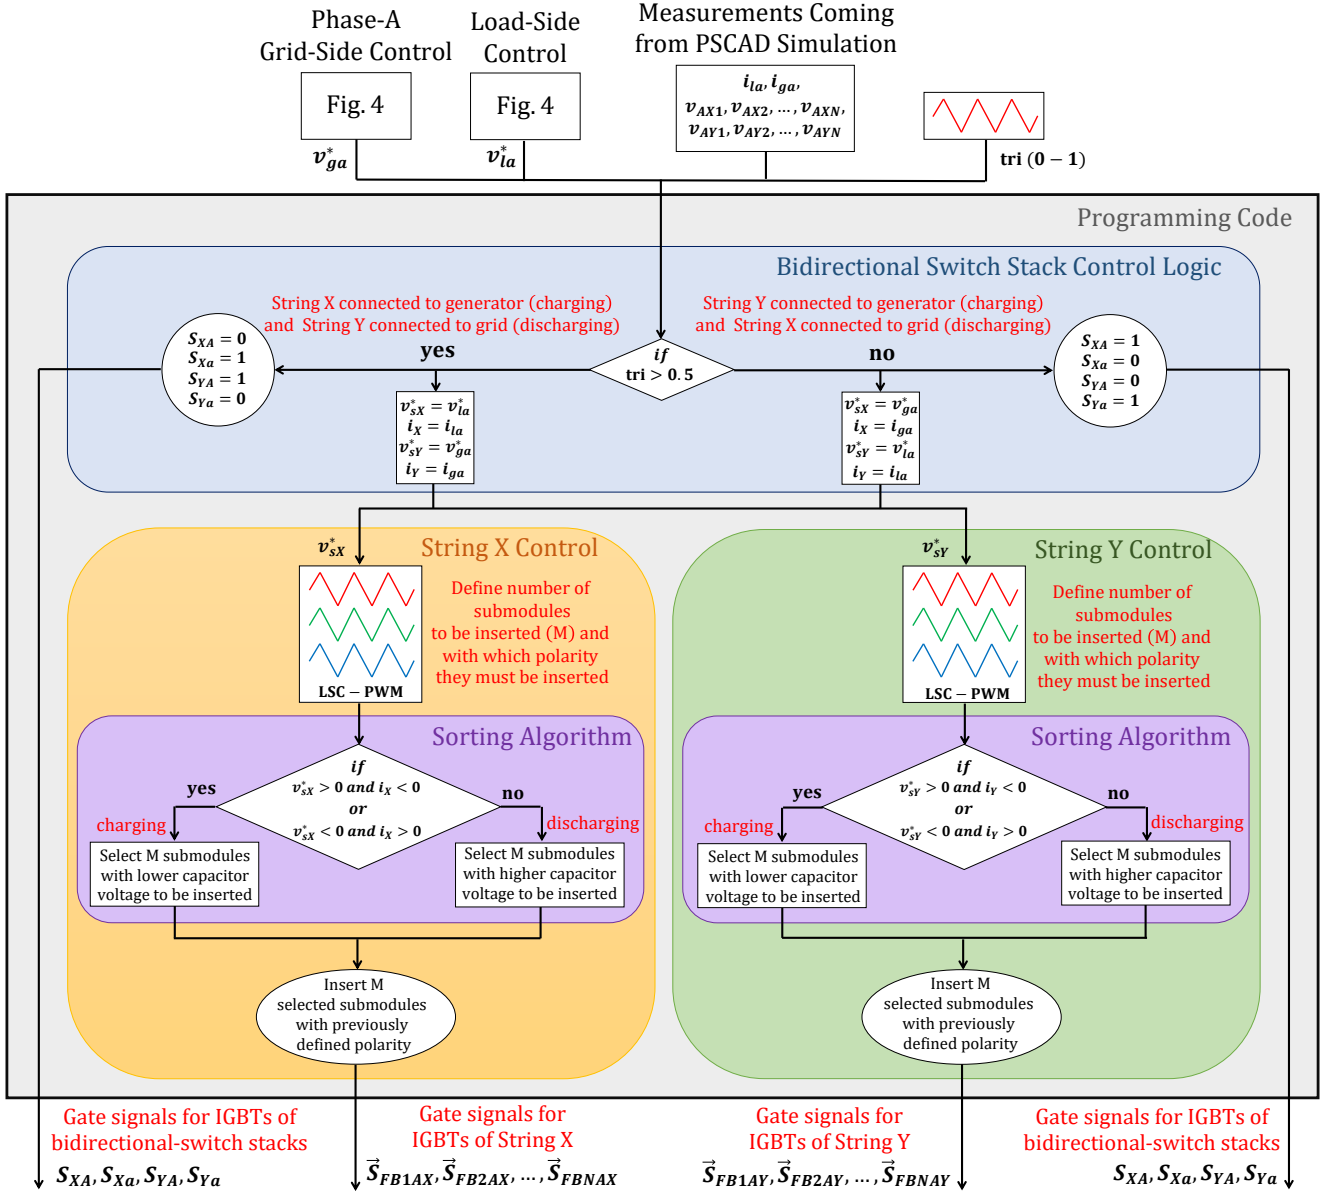 Phase-A
Grid-Side Control
Load-Side
Control
Measurements Coming
from PSCAD Simulation
Fig. 4
Fig. 4
i_la, i_ga,
v_AX1, v_AX2, …, v_AXN,
v_AY1, v_AY2, …, v_AYN
v*_ga
v*_la
tri (0 − 1)
Programming Code
Bidirectional Switch Stack Control Logic
String X connected to generator (charging)
and String Y connected to grid (discharging)
String Y connected to generator (charging)
and String X connected to grid (discharging)
S_XA = 0
S_Xa = 1
S_YA = 1
S_Ya = 0
yes
if
tri > 0.5
no
S_XA = 1
S_Xa = 0
S_YA = 0
S_Ya = 1
v*_sX = v*_la
i_X = i_la
v*_sY = v*_ga
i_Y = i_ga
v*_sX = v*_ga
i_X = i_ga
v*_sY = v*_la
i_Y = i_la
v*_sX
String X Control
Define number of
submodules
to be inserted (M) and
with which polarity
they must be inserted
LSC − PWM
Sorting Algorithm
if
v*_sX > 0 and i_X < 0
or
v*_sX < 0 and i_X > 0
yes
no
charging
discharging
Select M submodules
with lower capacitor
voltage to be inserted
Select M submodules
with higher capacitor
voltage to be inserted
Insert M
selected submodules
with previously
defined polarity
v*_sY
String Y Control
Define number of
submodules
to be inserted (M) and
with which polarity
they must be inserted
LSC − PWM
Sorting Algorithm
if
v*_sY > 0 and i_Y < 0
or
v*_sY < 0 and i_Y > 0
yes
no
charging
discharging
Select M submodules
with lower capacitor
voltage to be inserted
Select M submodules
with higher capacitor
voltage to be inserted
Insert M
selected submodules
with previously
defined polarity
Gate signals for IGBTs of
bidirectional-switch stacks
S_XA, S_Xa, S_YA, S_Ya
Gate signals for
IGBTs of String X
S⃗_FB1AX, S⃗_FB2AX, …, S⃗_FBNAX
Gate signals for
IGBTs of String Y
S⃗_FB1AY, S⃗_FB2AY, …, S⃗_FBNAY
Gate signals for IGBTs of
bidirectional-switch stacks
S_XA, S_Xa, S_YA, S_Ya